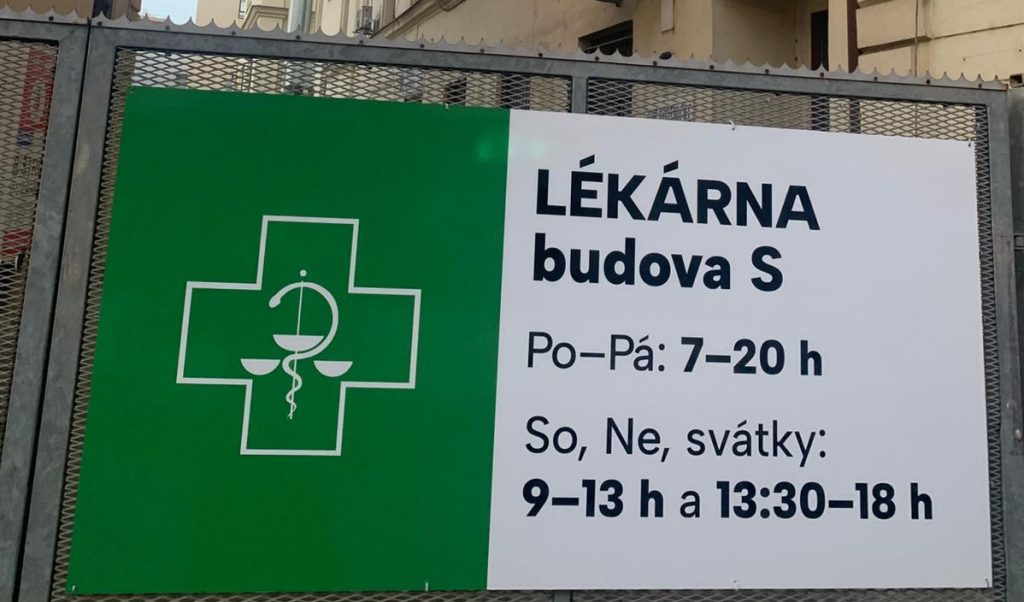 LÉKÁRNA
budova S
Po–Pá: 7–20 h
So, Ne, svátky:
9–13 h a 13:30–18 h